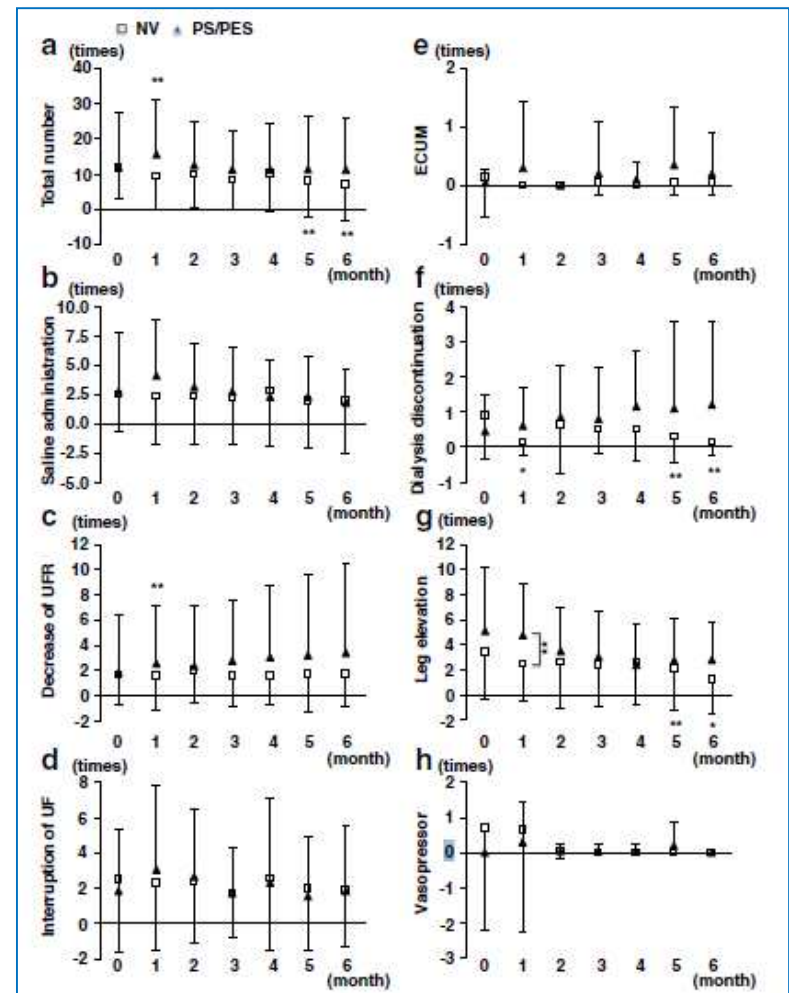 □ NV ▲ PS/PES
a (times)
Total number
40
30
20
10
0
-10
**
** **
0 1 2 3 4 5 6
(month)
b (times)
Saline administration
10.0
7.5
5.0
2.5
0.0
-2.5
-5.0
0 1 2 3 4 5 6
(month)
c (times)
Decrease of UFR
12
10
8
6
4
2
0
-2
**
0 1 2 3 4 5 6
(month)
d (times)
Interruption of UF
8
6
4
2
0
-2
0 1 2 3 4 5 6
(month)
e (times)
ECUM
2
1
0
-1
0 1 2 3 4 5 6
(month)
f (times)
Dialysis discontinuation
4
3
2
1
0
-1
* ** **
0 1 2 3 4 5 6
(month)
g (times)
Leg elevation
12
10
8
6
4
2
0
-2
**
** *
0 1 2 3 4 5 6
(month)
h (times)
Vasopressor
2
1
0
-1
-2
-3
0 1 2 3 4 5 6
(month)